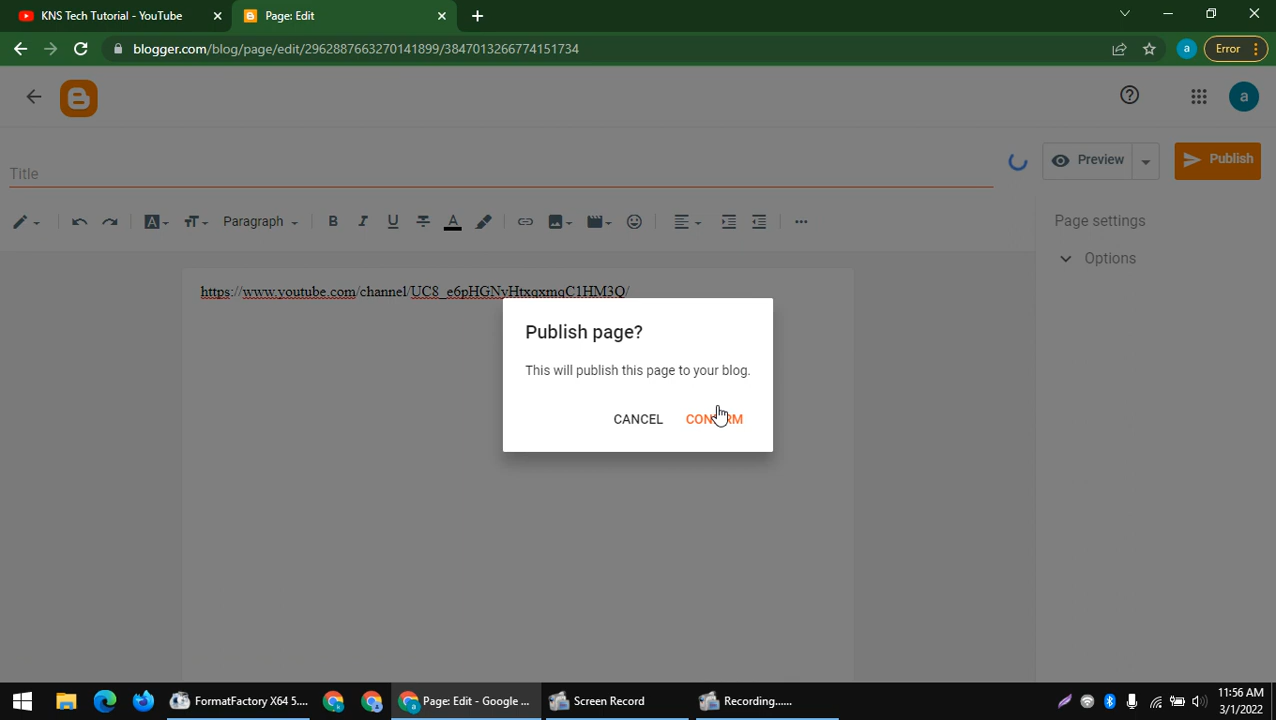 KNS Tech Tutorial - YouTube
Page: Edit
blogger.com/blog/page/edit/2962887663270141899/3847013266774151734
a
Error
a
Title
Preview
Publish
Paragraph
B
Page settings
Options
https://www.youtube.com/channel/UC8_e6pHGNyHtxqxmqC1HM3Q/
Publish page?
This will publish this page to your blog.
CANCEL
CONFIRM
FormatFactory X64 5....
Page: Edit - Google ...
Screen Record
Recording......
11:56 AM
3/1/2022